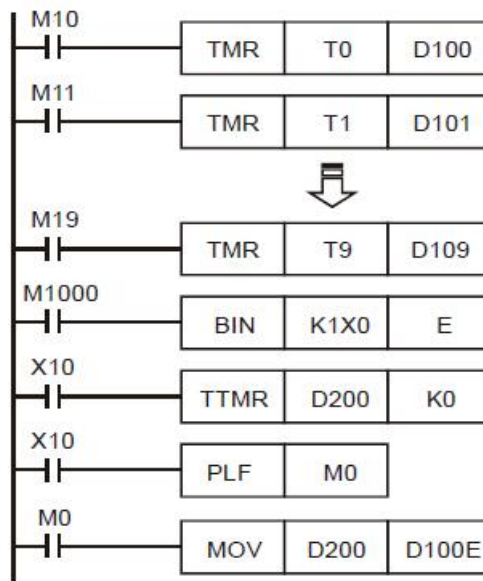 M10
TMR T0 D100
M11
TMR T1 D101
M19
TMR T9 D109
M1000
BIN K1X0 E
X10
TTMR D200 K0
X10
PLF M0
M0
MOV D200 D100E